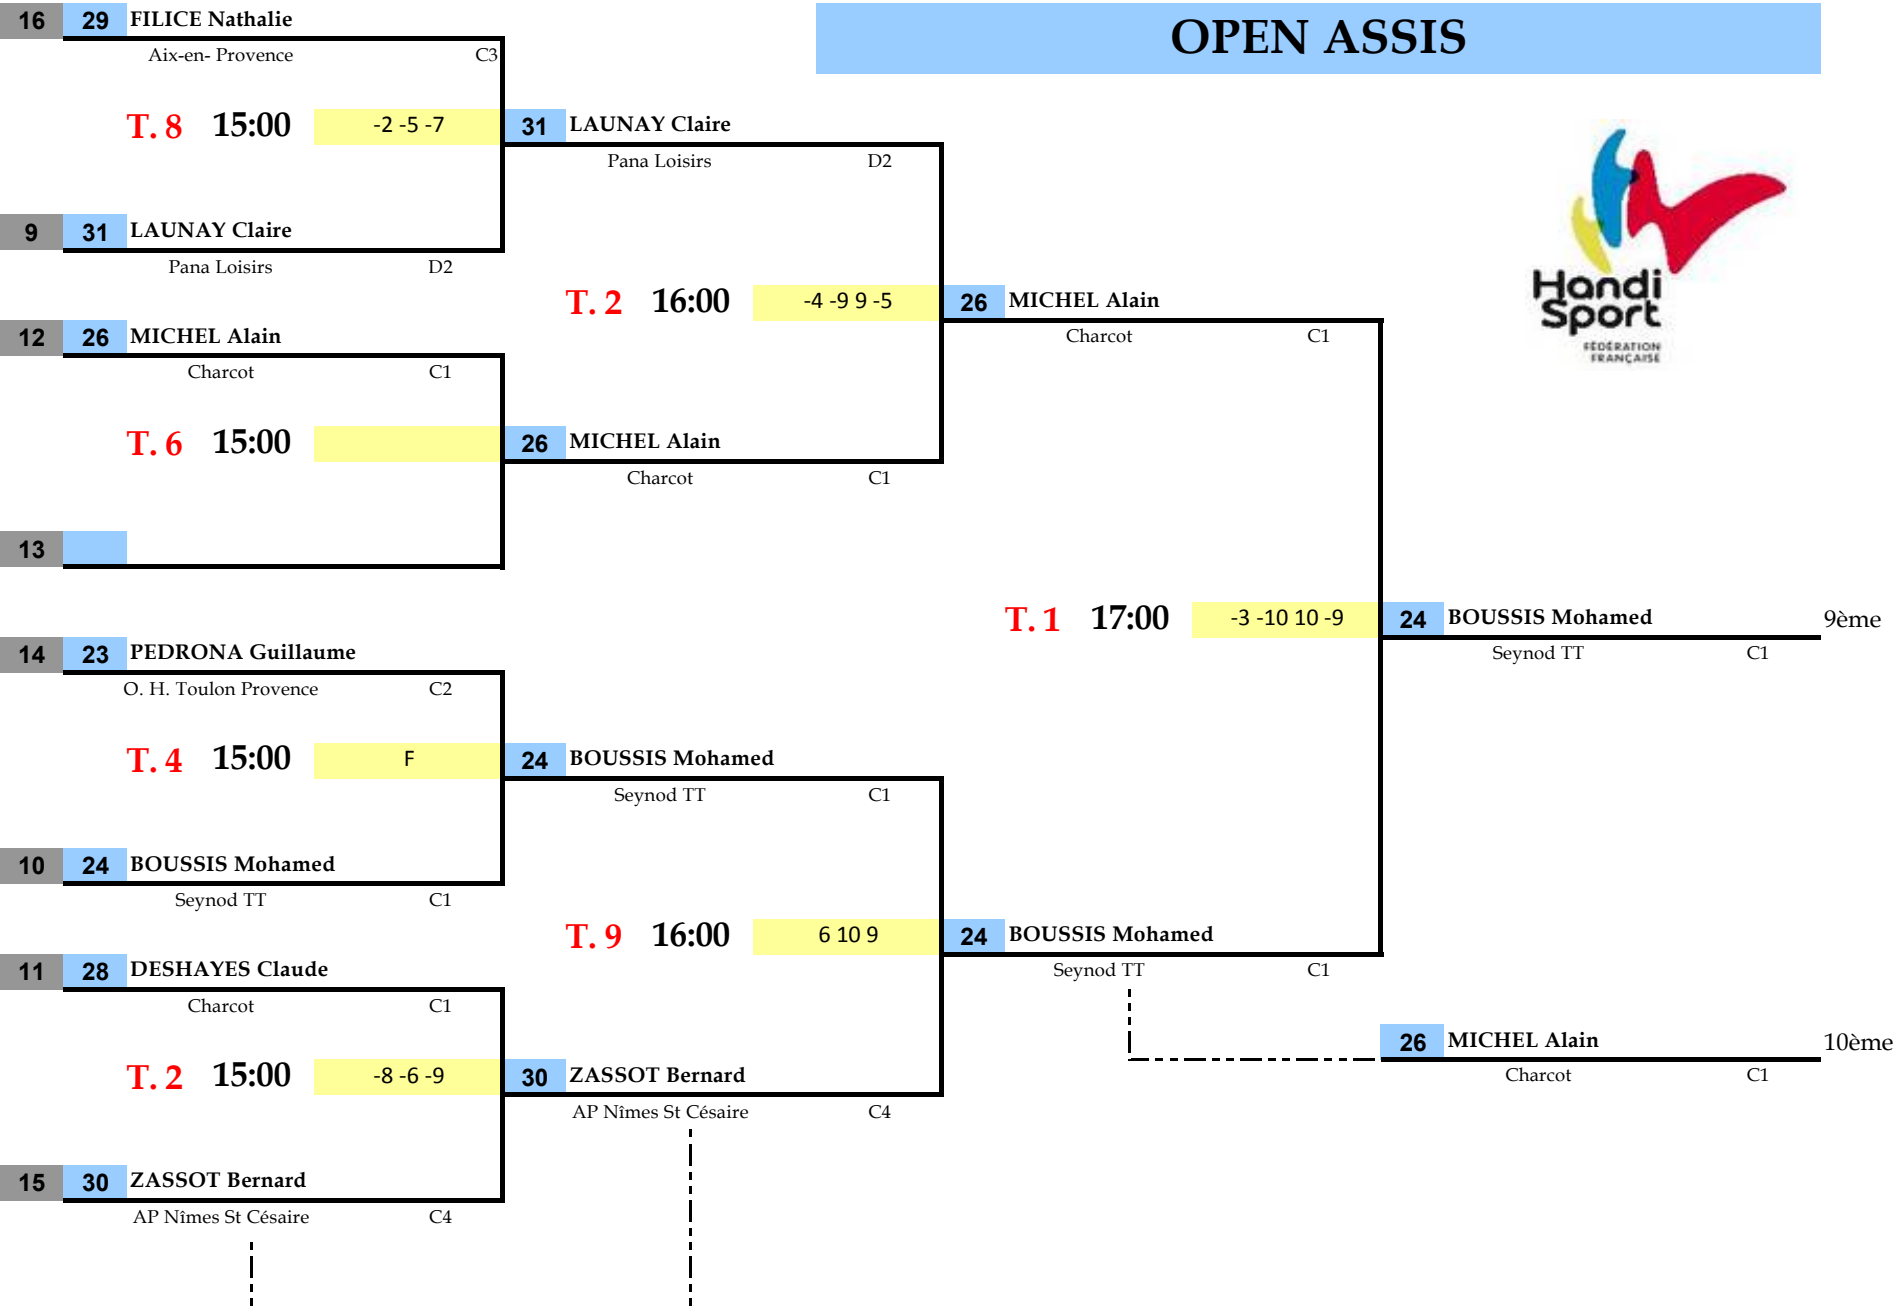 16 29 FILICE Nathalie
OPEN ASSIS
Aix-en- Provence C3
T. 8 15:00 -2 -5 -7 31 LAUNAY Claire
Pana Loisirs D2
9 31 LAUNAY Claire
Pana Loisirs D2
T. 2 16:00 -4 -9 9 -5 26 MICHEL Alain
Handi
Sport
FÉDÉRATION
FRANÇAISE
12 26 MICHEL Alain
Charcot C1
Charcot C1
T. 6 15:00 26 MICHEL Alain
Charcot C1
13
T. 1 17:00 -3 -10 10 -9 24 BOUSSIS Mohamed 9ème
Seynod TT C1
14 23 PEDRONA Guillaume
O. H. Toulon Provence C2
T. 4 15:00 F 24 BOUSSIS Mohamed
Seynod TT C1
10 24 BOUSSIS Mohamed
Seynod TT C1
T. 9 16:00 6 10 9 24 BOUSSIS Mohamed
Seynod TT C1
11 28 DESHAYES Claude
Charcot C1
26 MICHEL Alain 10ème
Charcot C1
T. 2 15:00 -8 -6 -9 30 ZASSOT Bernard
AP Nîmes St Césaire C4
15 30 ZASSOT Bernard
AP Nîmes St Césaire C4